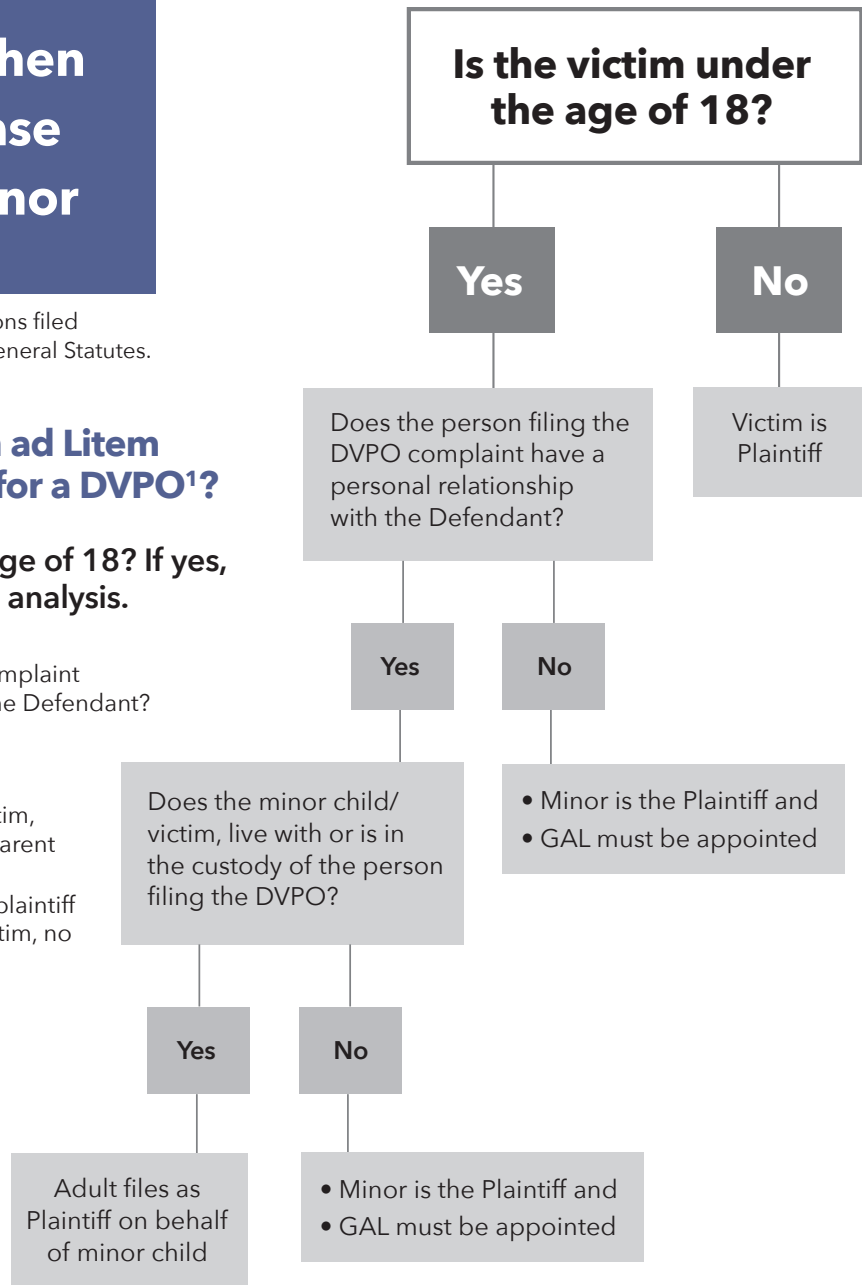 hen
nse
nor
ons filed
eneral Statutes.
ad Litem
for a DVPO¹?
ge of 18? If yes,
analysis.
mplaint
he Defendant?
tim,
arent
plaintiff
tim, no
Is the victim under
the age of 18?
Yes
No
Does the person filing the
DVPO complaint have a
personal relationship
with the Defendant?
Victim is
Plaintiff
Yes
No
Does the minor child/
victim, live with or is in
the custody of the person
filing the DVPO?
• Minor is the Plaintiff and
• GAL must be appointed
Yes
No
Adult files as
Plaintiff on behalf
of minor child
• Minor is the Plaintiff and
• GAL must be appointed